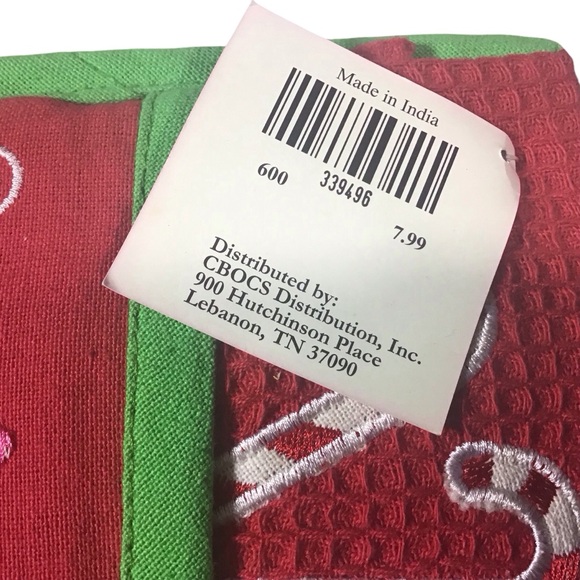 Made in India
600 339496
7.99
Distributed by:
CBOCS Distribution, Inc.
900 Hutchinson Place
Lebanon, TN 37090